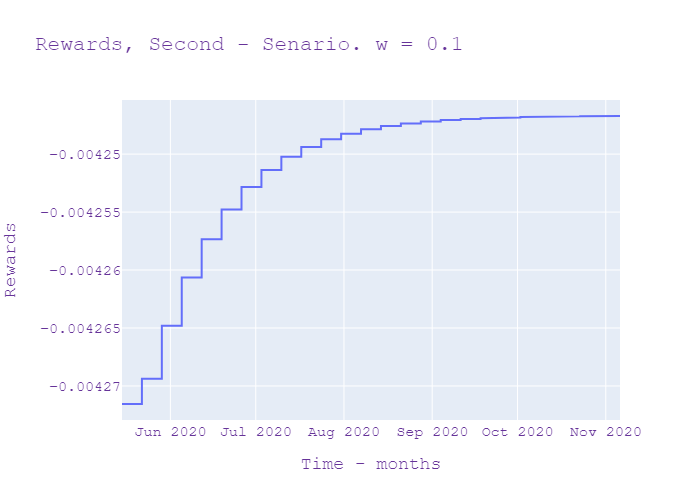 Rewards, Second - Senario. w = 0.1
Rewards
−0.00425
−0.004255
−0.00426
−0.004265
−0.00427
Jun 2020 Jul 2020 Aug 2020 Sep 2020 Oct 2020 Nov 2020
Time - months